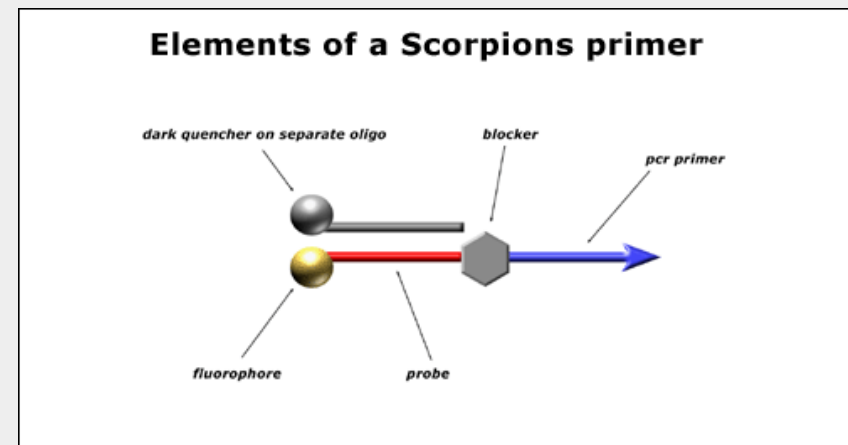 Elements of a Scorpions primer
dark quencher on separate oligo
blocker
pcr primer
fluorophore
probe